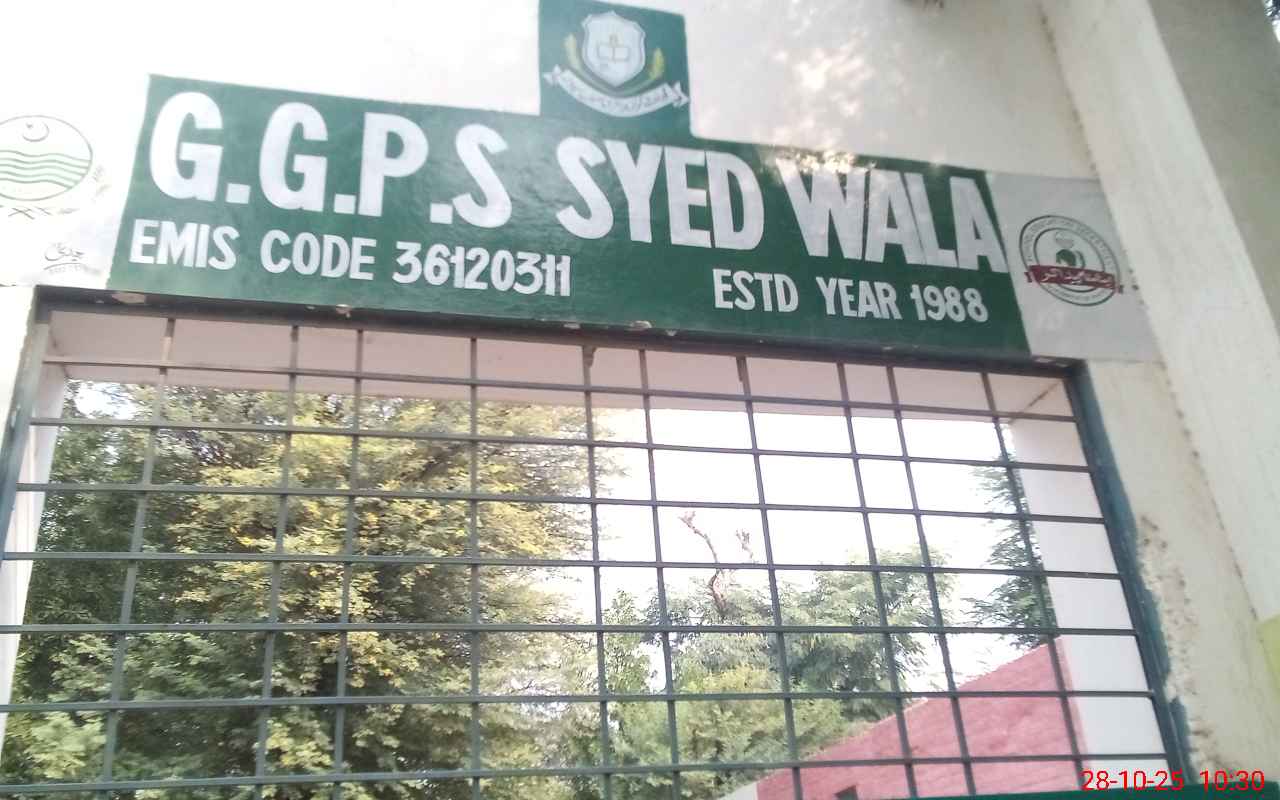 G.G.P.S SYED WALA
EMIS CODE 36120311
ESTD YEAR 1988
28-10-25 10:30